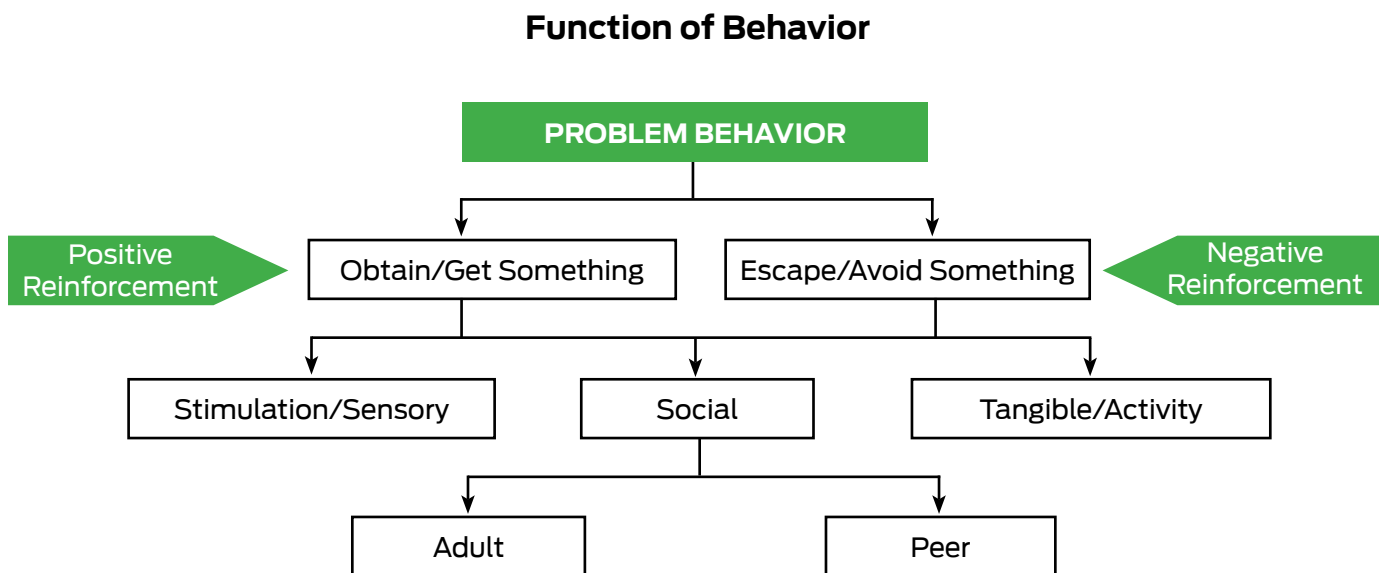 Function of Behavior
PROBLEM BEHAVIOR
Positive
Reinforcement
Obtain/Get Something
Escape/Avoid Something
Negative
Reinforcement
Stimulation/Sensory
Social
Tangible/Activity
Adult
Peer